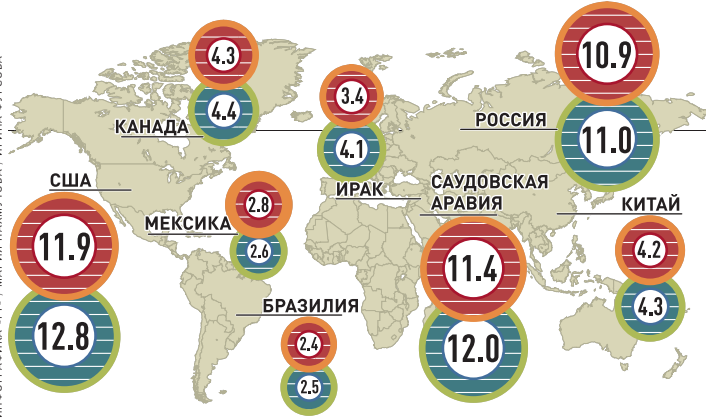 4.3
4.4
КАНАДА
3.4
4.1
ИРАК
10.9
11.0
РОССИЯ
США
11.9
12.8
2.8
2.6
МЕКСИКА
САУДОВСКАЯ
АРАВИЯ
11.4
12.0
КИТАЙ
4.2
4.3
БРАЗИЛИЯ
2.4
2.5